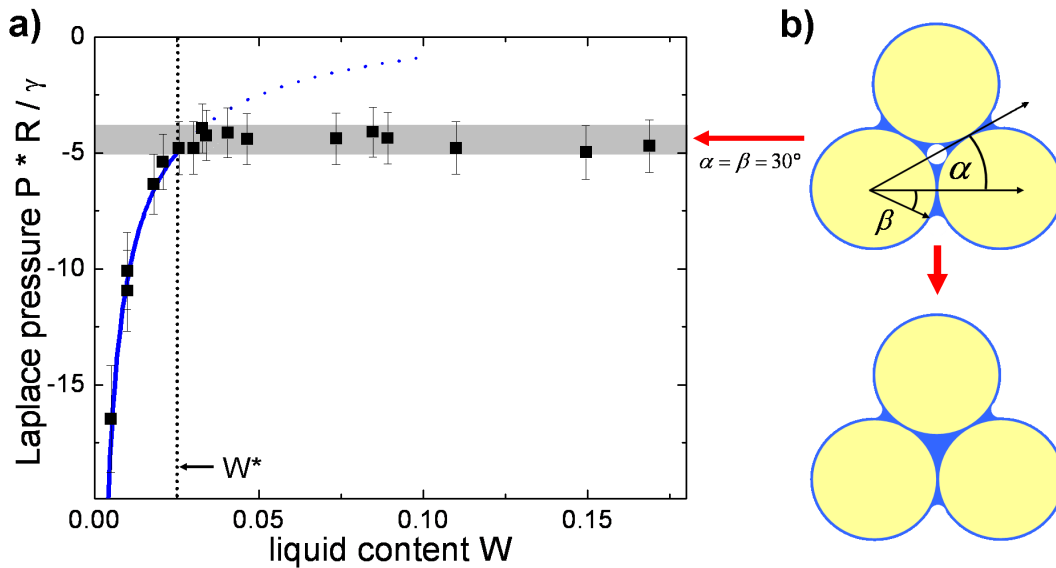 a)
b)
Laplace pressure P * R / γ
0
-5
-10
-15
W*
0.00
0.05
0.10
0.15
liquid content W
α = β = 30°
α
β